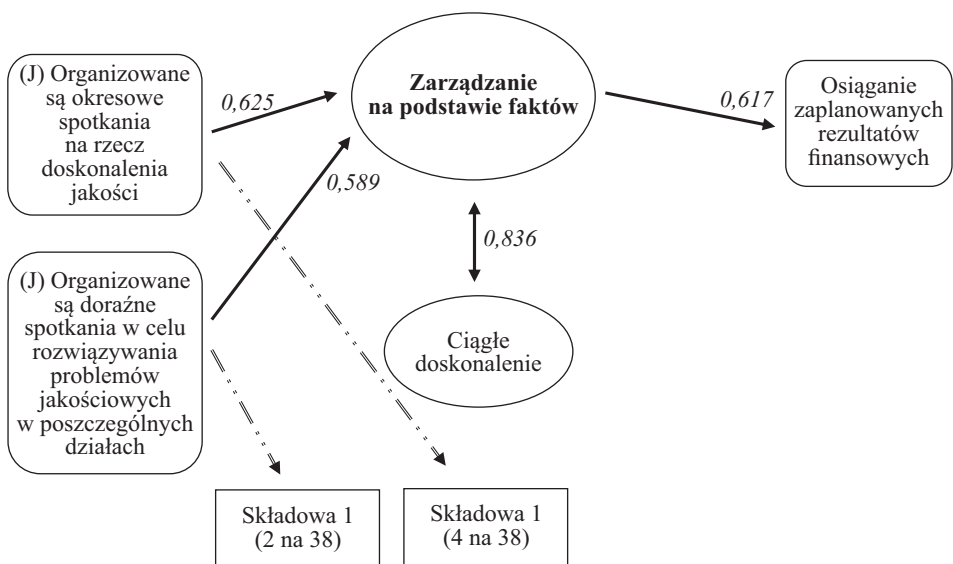 (J) Organizowane
są okresowe
spotkania
na rzecz
doskonalenia
jakości
0,625
Zarządzanie
na podstawie faktów
0,617
Osiąganie
zaplanowanych
rezultatów
finansowych
0,589
0,836
(J) Organizowane
są doraźne
spotkania w celu
rozwiązywania
problemów
jakościowych
w poszczególnych
działach
Ciągłe
doskonalenie
Składowa 1
(2 na 38)
Składowa 1
(4 na 38)